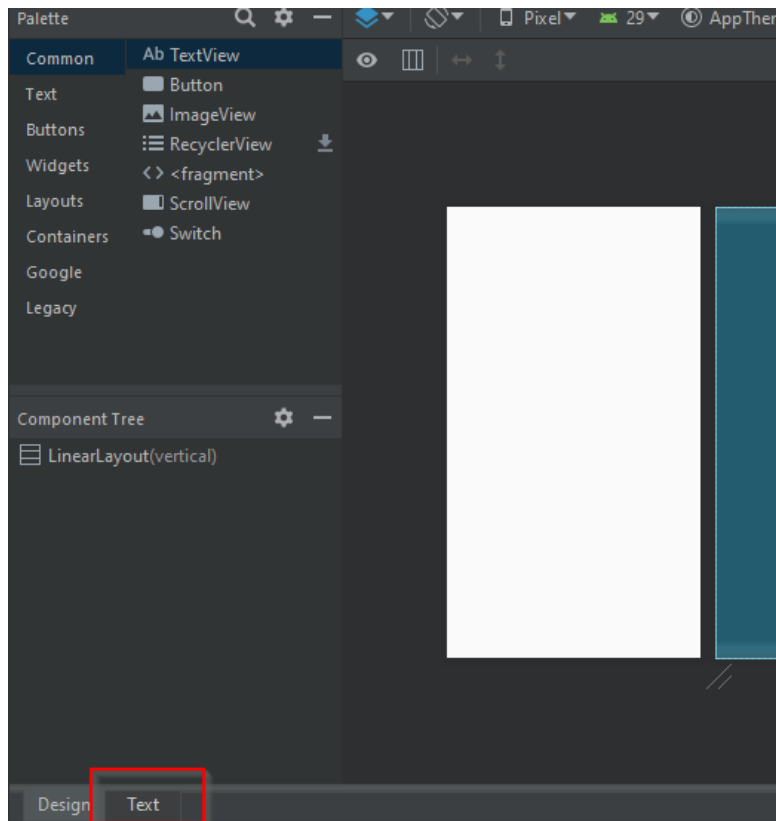 Palette
Pixel 29 AppTher
Common
Text
Buttons
Widgets
Layouts
Containers
Google
Legacy
Ab TextView
Button
ImageView
RecyclerView
<fragment>
ScrollView
Switch
Component Tree
LinearLayout(vertical)
Design Text